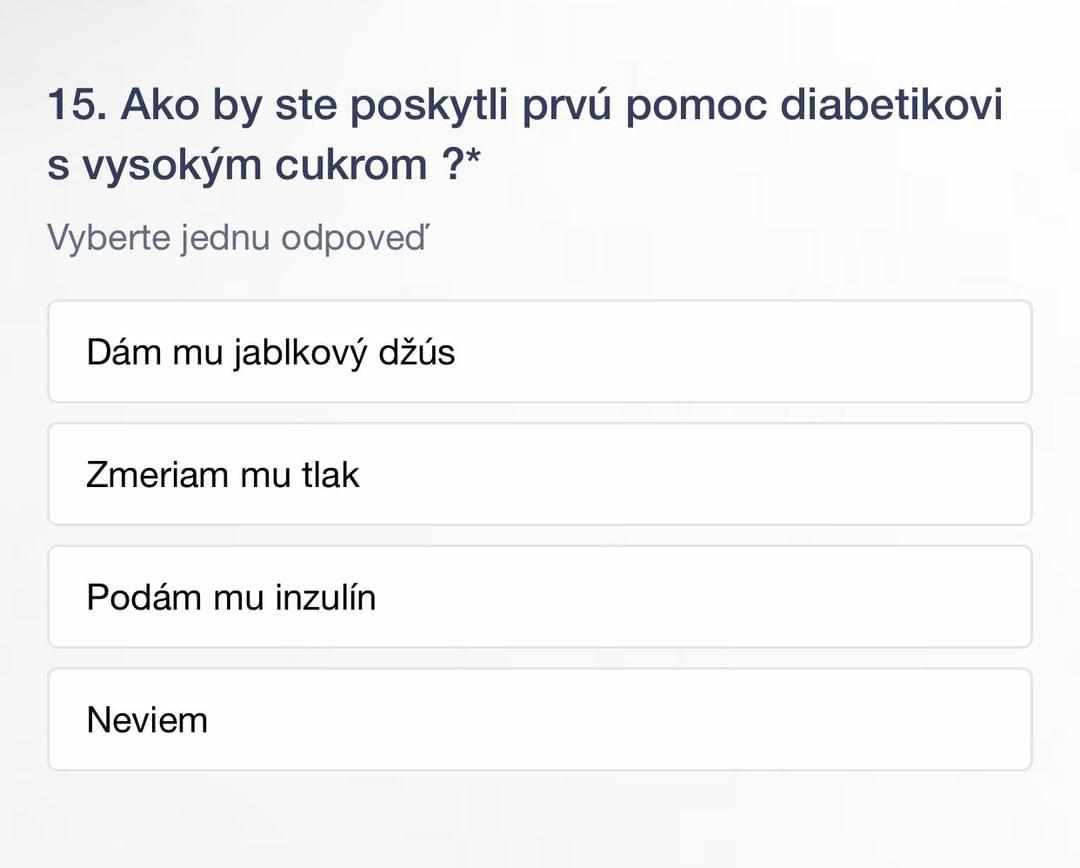 15. Ako by ste poskytli prvú pomoc diabetikovi
s vysokým cukrom ?*
Vyberte jednu odpoveď
Dám mu jablkový džús
Zmeriam mu tlak
Podám mu inzulín
Neviem